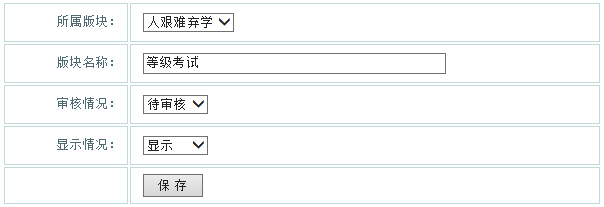 所属版块： 人艰难弃学
版块名称： 等级考试
审核情况： 待审核
显示情况： 显示
保 存